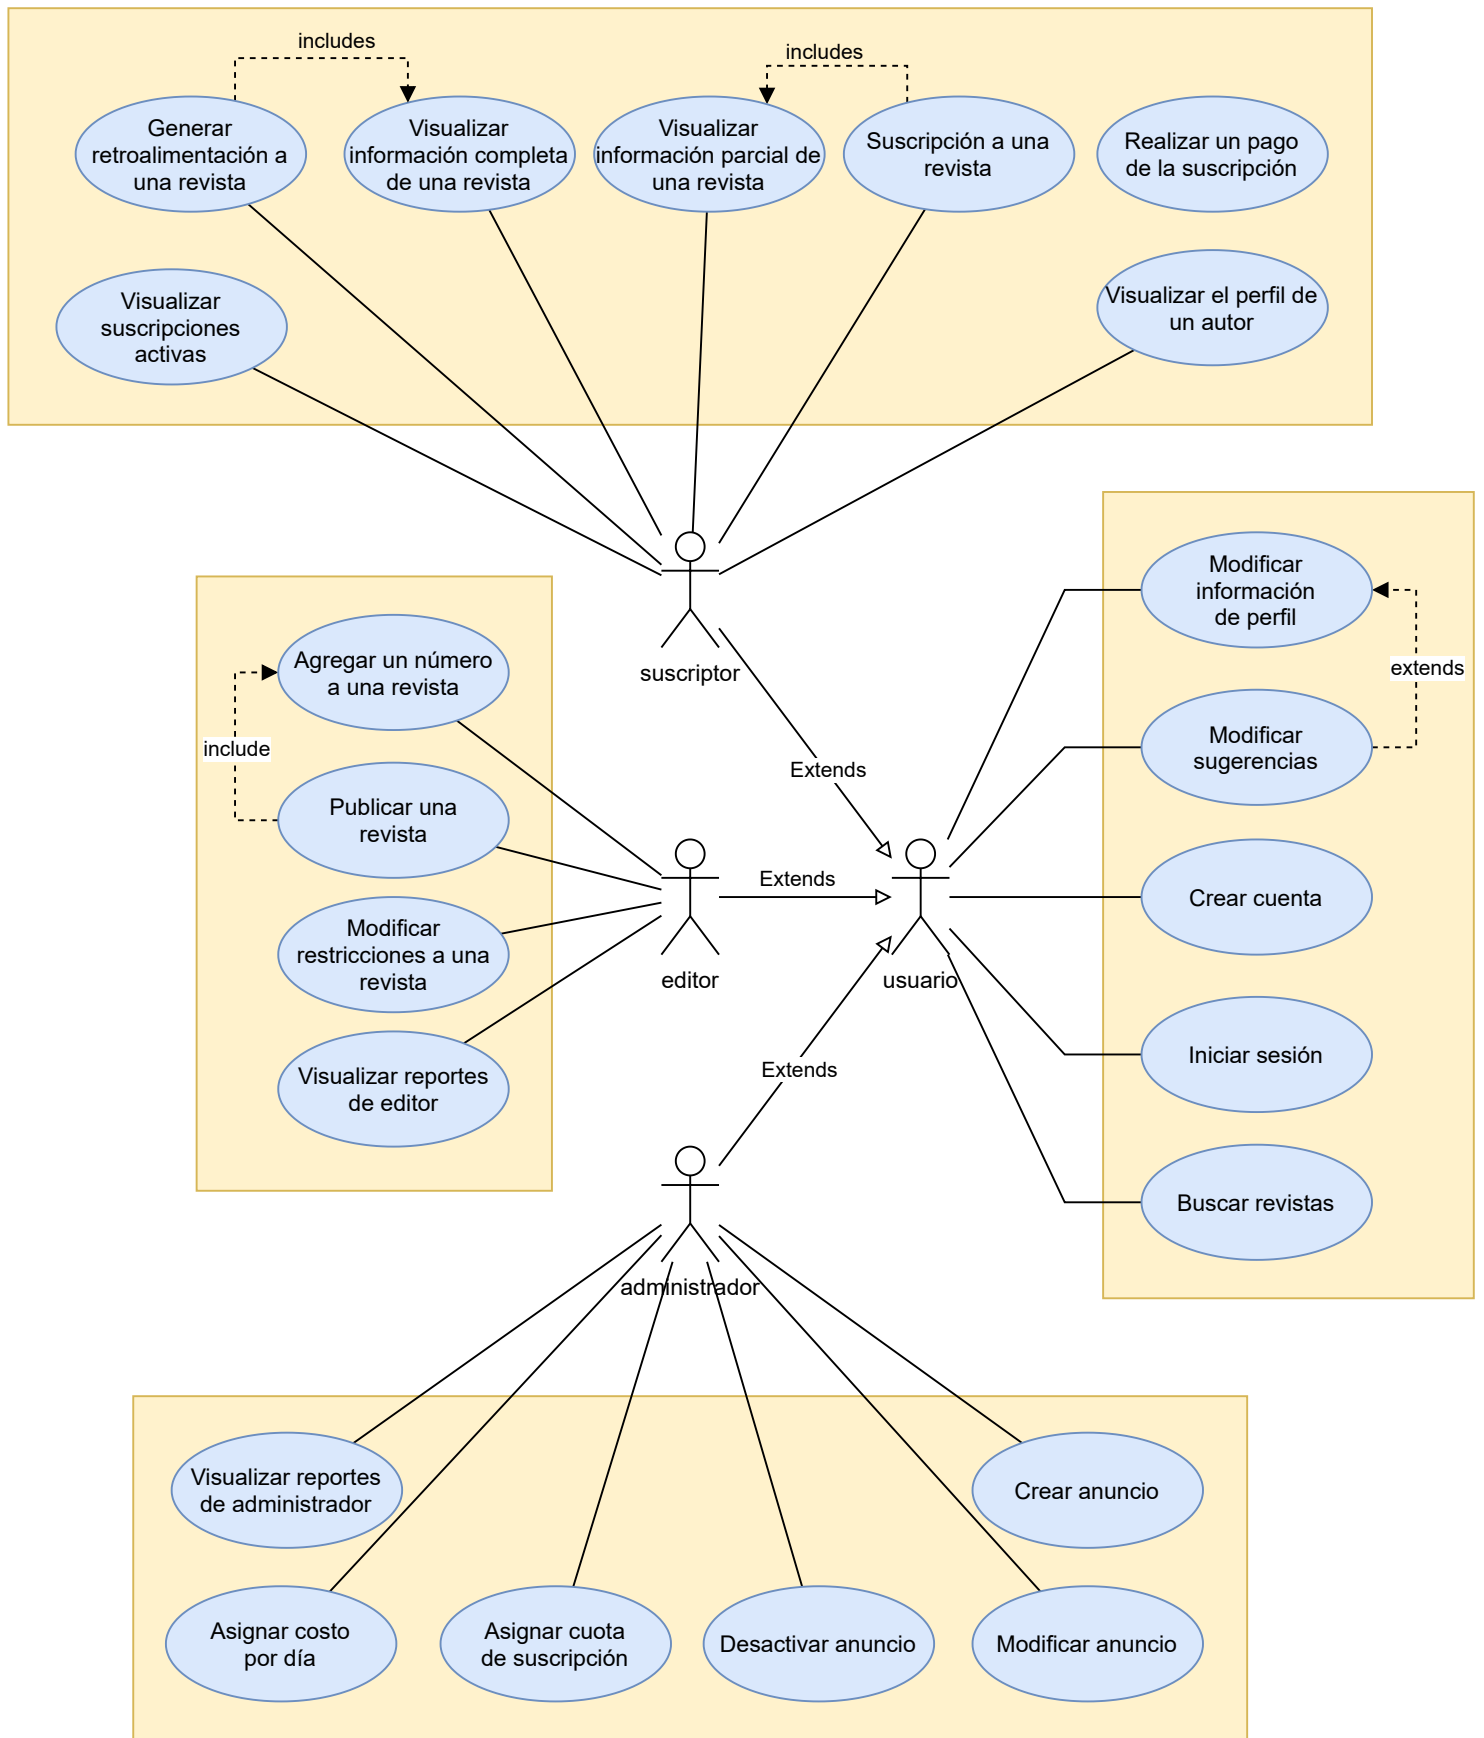 includes
includes
Generar
retroalimentación a
una revista
Visualizar
información completa
de una revista
Visualizar
información parcial de
una revista
Suscripción a una
revista
Realizar un pago
de la suscripción
Visualizar
suscripciones
activas
Visualizar el perfil de
un autor
suscriptor
Modificar
información
de perfil
extends
Modificar
sugerencias
Agregar un número
a una revista
include
Publicar una
revista
Extends
Extends
Modificar
restricciones a una
revista
editor
usuario
Crear cuenta
Visualizar reportes
de editor
Extends
Iniciar sesión
Buscar revistas
administrador
Visualizar reportes
de administrador
Crear anuncio
Asignar costo
por día
Asignar cuota
de suscripción
Desactivar anuncio
Modificar anuncio